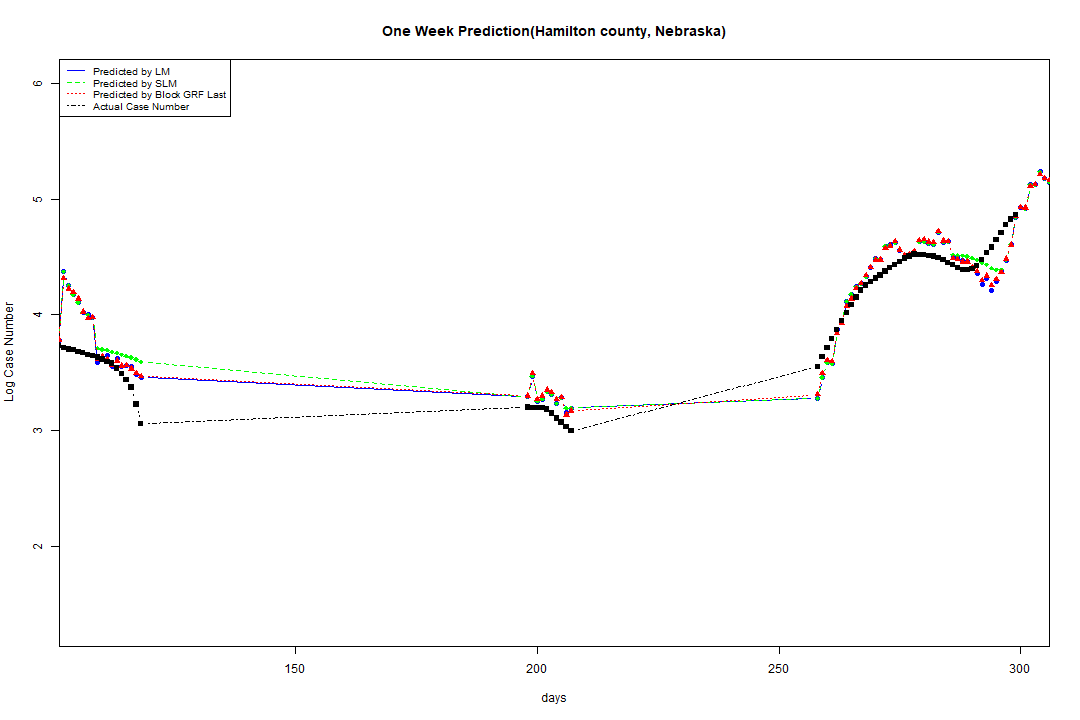 One Week Prediction(Hamilton county, Nebraska)
Predicted by LM
Predicted by SLM
Predicted by Block GRF Last
Actual Case Number
6
5
4
3
2
Log Case Number
150
200
250
300
days